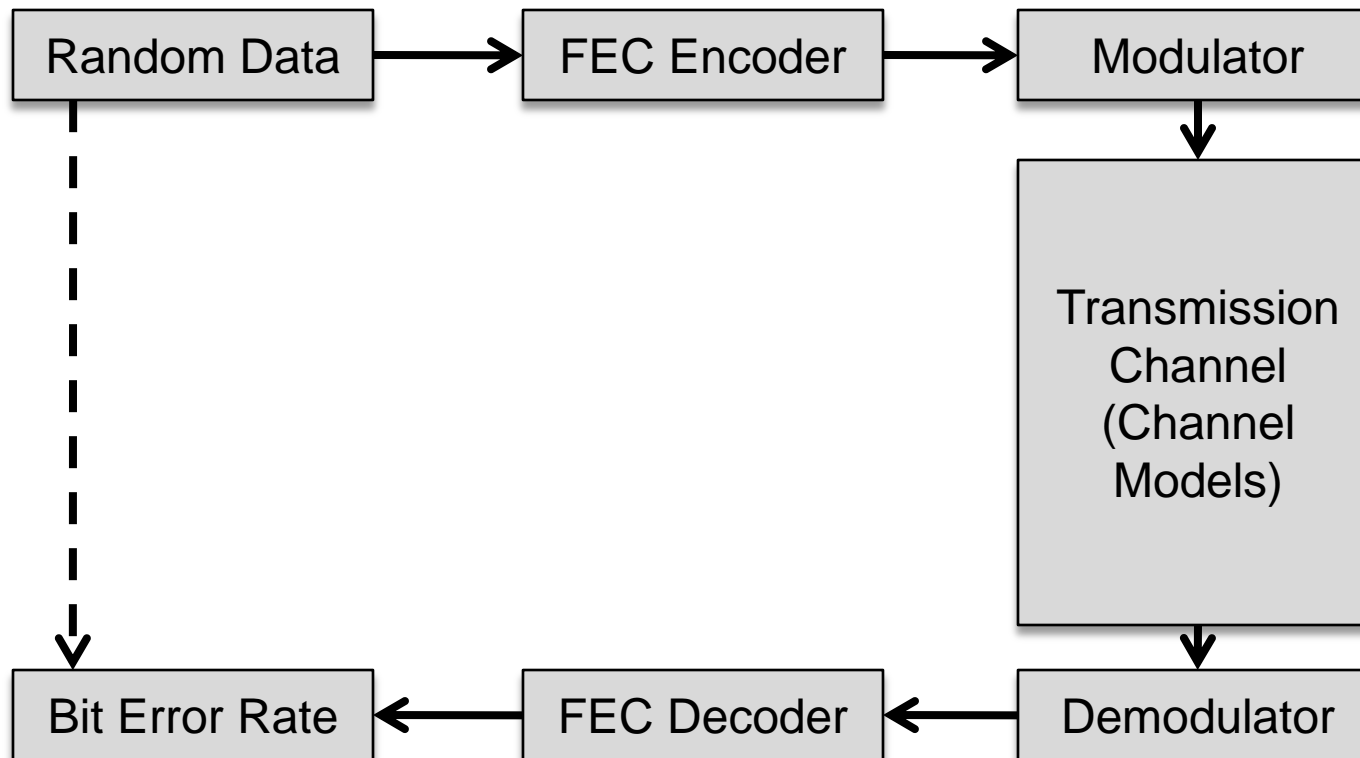 Random Data
FEC Encoder
Modulator
Transmission
Channel
(Channel
Models)
Bit Error Rate
FEC Decoder
Demodulator